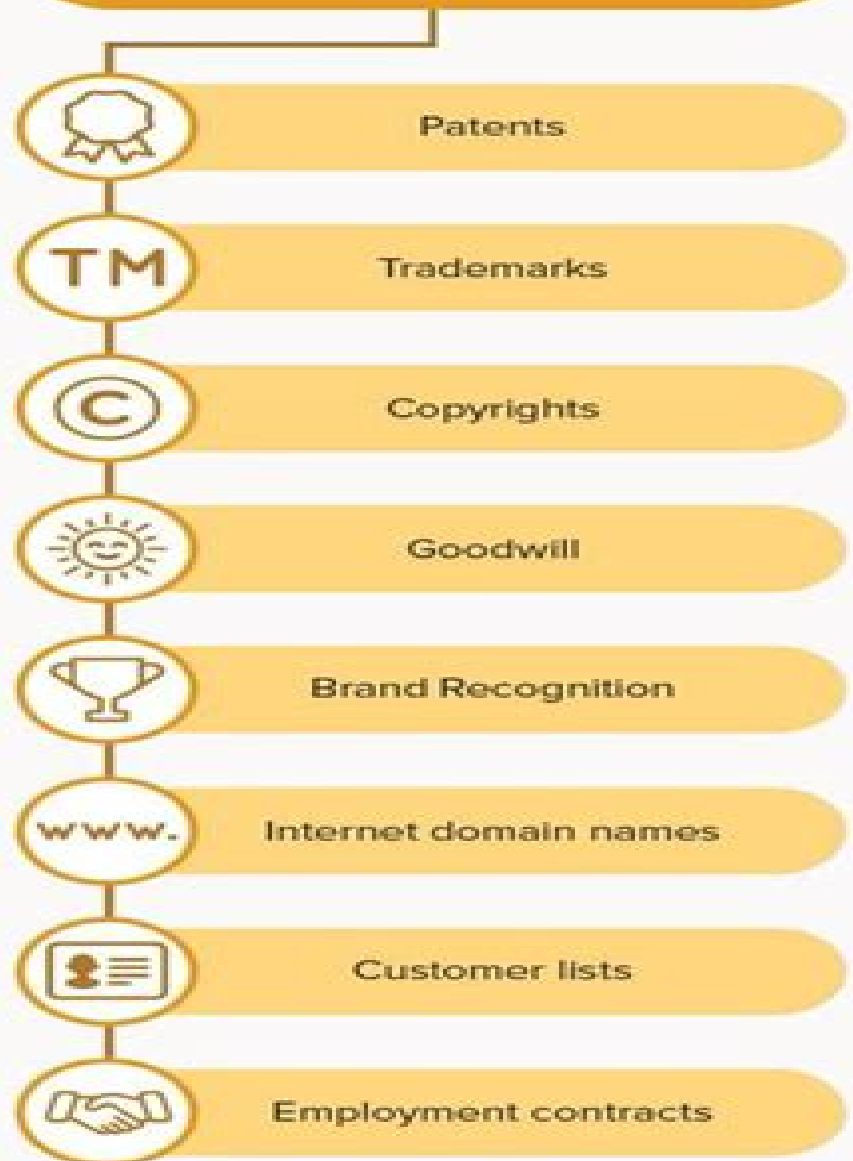 Patents
TM
Trademarks
C
Copyrights
Goodwill
Brand Recognition
www.
Internet domain names
Customer lists
Employment contracts